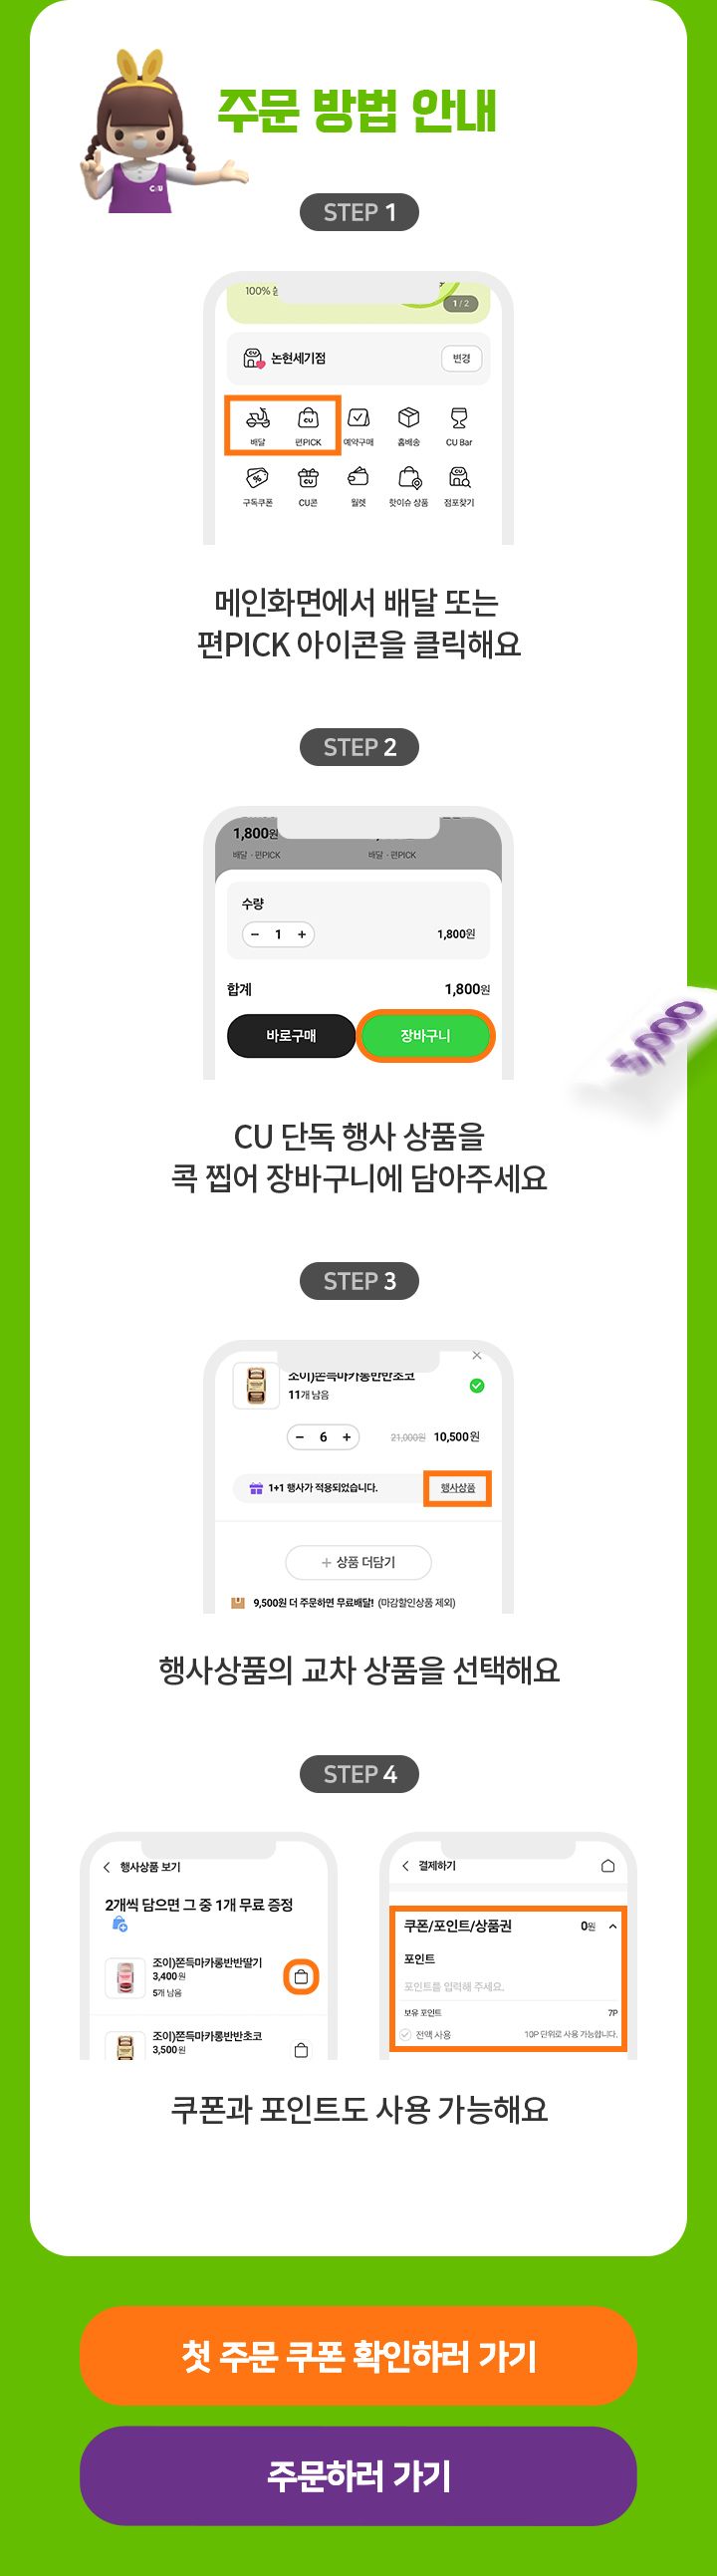 주문 방법 안내
CU
STEP 1
100%
1 / 2
CU
논현세기점
변경
CU
배달
편PICK
예약구매
홈배송
CU Bar
%
CU
CU
구독쿠폰
CU콘
월렛
핫이슈 상품
점포찾기
메인화면에서 배달 또는
편PICK 아이콘을 클릭해요
STEP 2
1,800원
배달 · 편PICK
배달 · 편PICK
수량
− 1 +
1,800원
합계
1,800원
바로구매
장바구니
CU 단독 행사 상품을
콕 찝어 장바구니에 담아주세요
STEP 3
조이)쫀득마카롱반반초코
11개 남음
− 6 +
21,000원 10,500원
1+1 행사가 적용되었습니다.
행사상품
+ 상품 더담기
9,500원 더 주문하면 무료배달! (마감할인상품 제외)
행사상품의 교차 상품을 선택해요
STEP 4
행사상품 보기
2개씩 담으면 그 중 1개 무료 증정
조이)쫀득마카롱반반딸기
3,400원
5개 남음
조이)쫀득마카롱반반초코
3,500원
결제하기
쿠폰/포인트/상품권
0원
포인트
포인트를 입력해 주세요.
보유 포인트
7P
전액 사용
10P 단위로 사용 가능합니다.
쿠폰과 포인트도 사용 가능해요
첫 주문 쿠폰 확인하러 가기
주문하러 가기